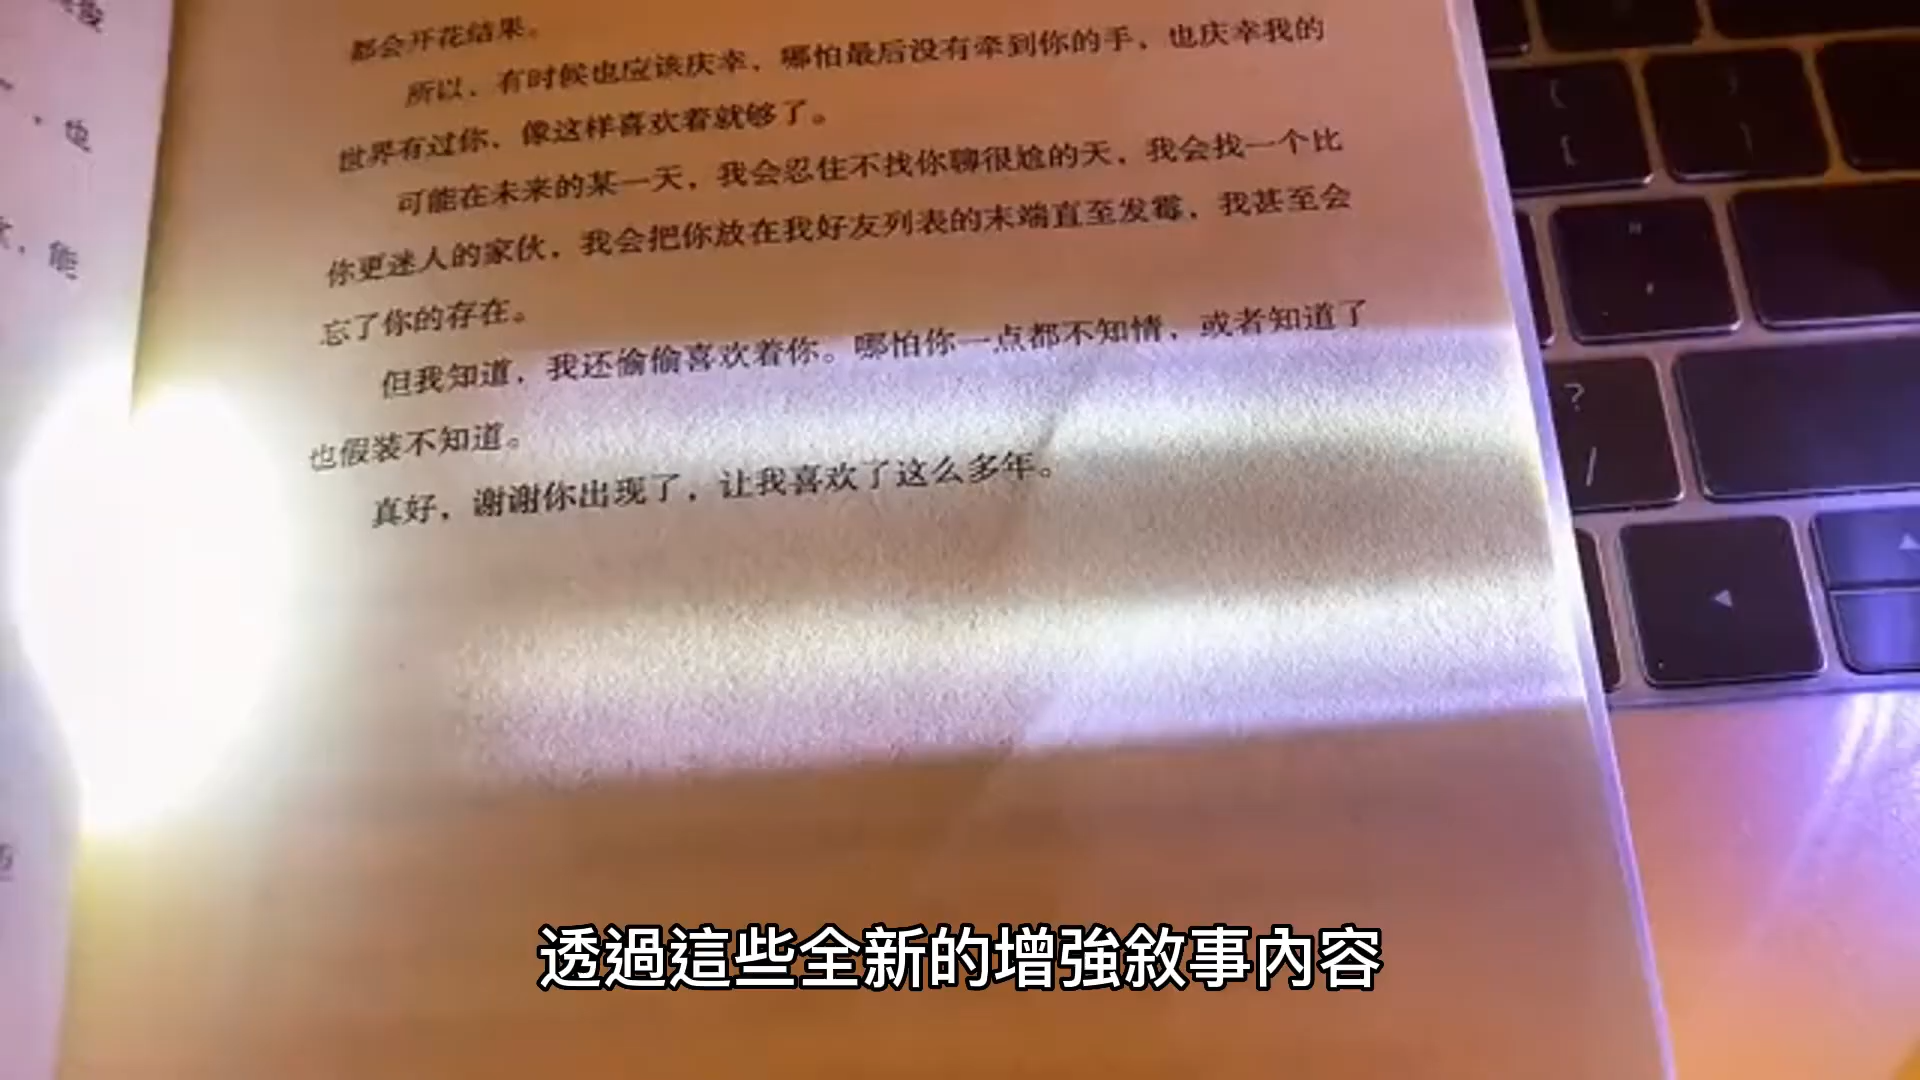 都会开花结果。
所以，有时候也应该庆幸，哪怕最后没有牵到你的手，也庆幸我的
世界有过你，像这样喜欢着就够了。
可能在未来的某一天，我会忍住不找你聊很尬的天，我会找一个比
你更迷人的家伙，我会把你放在我好友列表的末端直至发霉，我甚至会
忘了你的存在。
但我知道，我还偷偷喜欢着你。哪怕你一点都不知情，或者知道了
也假装不知道。
真好，谢谢你出现了，让我喜欢了这么多年。
，也
，能
透過這些全新的增強敘事內容